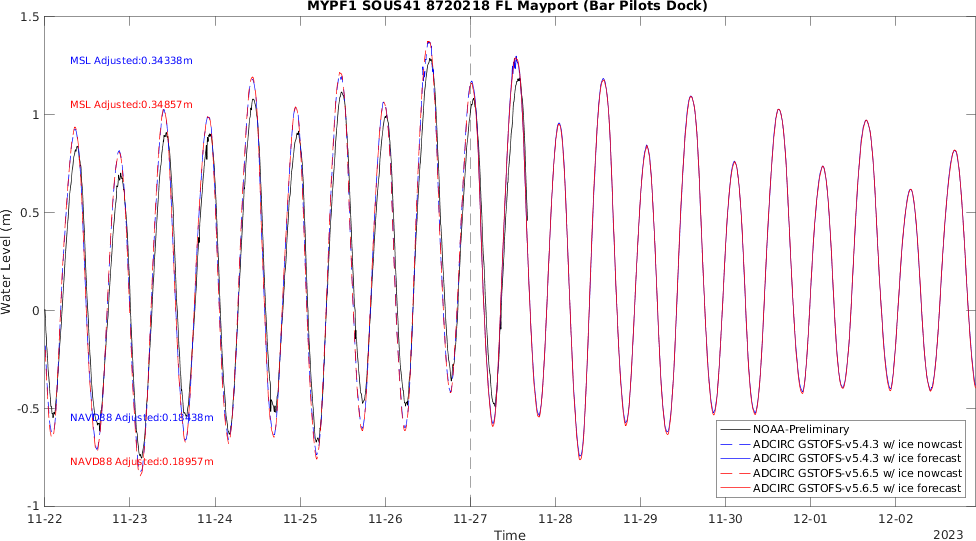 MYPF1 SOUS41 8720218 FL Mayport (Bar Pilots Dock)
1.5
MSL Adjusted:0.34338m
MSL Adjusted:0.34857m
1
0.5
Water Level (m)
0
-0.5
NAVD88 Adjusted:0.18438m
NAVD88 Adjusted:0.18957m
NOAA-Preliminary
ADCIRC GSTOFS-v5.4.3 w/ ice nowcast
ADCIRC GSTOFS-v5.4.3 w/ ice forecast
ADCIRC GSTOFS-v5.6.5 w/ ice nowcast
ADCIRC GSTOFS-v5.6.5 w/ ice forecast
-1
11-22 11-23 11-24 11-25 11-26 11-27 11-28 11-29 11-30 12-01 12-02
Time
2023